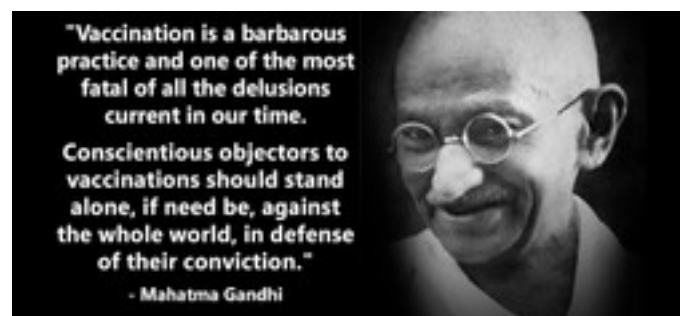 "Vaccination is a barbarous
practice and one of the most
fatal of all the delusions
current in our time.
Conscientious objectors to
vaccinations should stand
alone, if need be, against
the whole world, in defense
of their conviction."
- Mahatma Gandhi